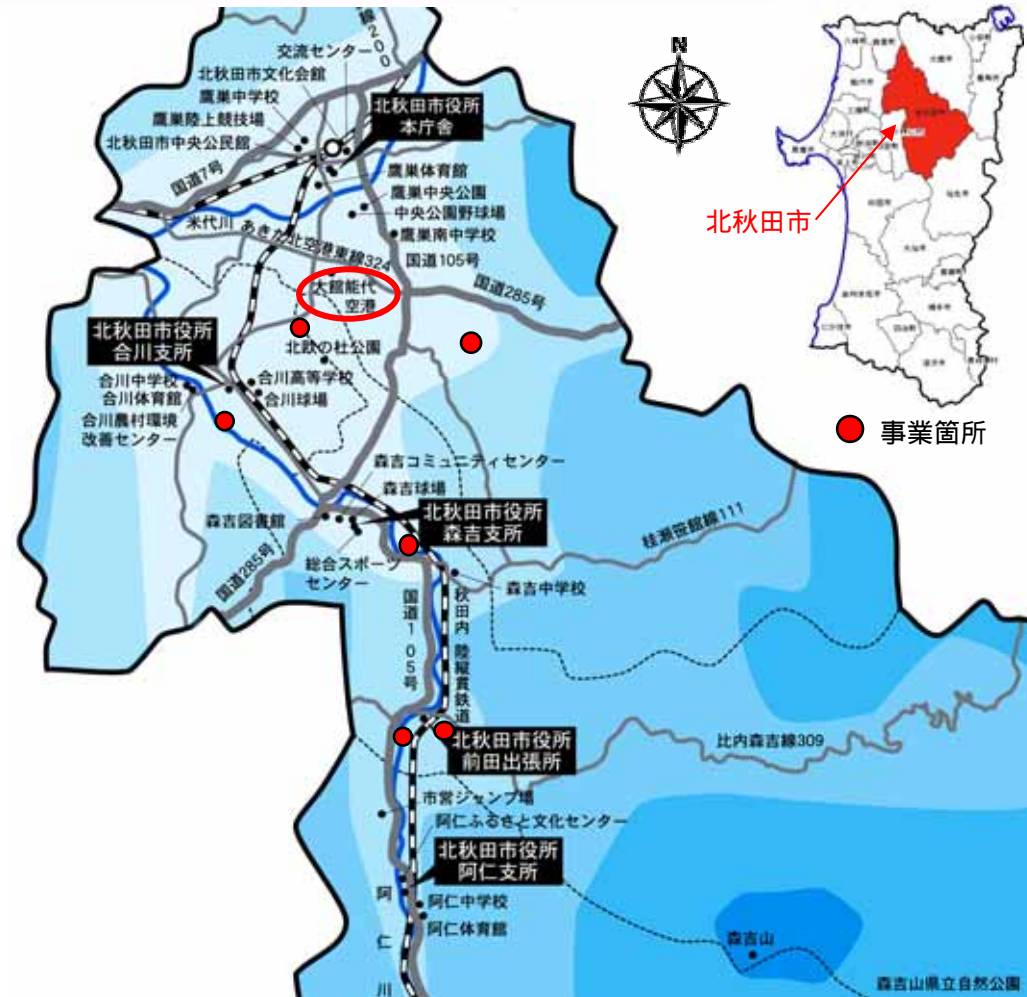 ２００
交流センター
北秋田市文化会館
鷹巣中学校
鷹巣陸上競技場
北秋田市中央公民館
北秋田市役所
本庁舎
国道7号
鷹巣体育館
鷹巣中央公園
中央公園野球場
鷹巣南中学校
米代川
あきた北空港東線324
国道105号
国道285号
大館能代
空港
北秋田市役所
合川支所
北欧の杜公園
合川高等学校
合川球場
合川中学校
合川体育館
合川農村環境
改善センター
森吉コミュニティセンター
森吉球場
北秋田市役所
森吉支所
森吉図書館
総合スポーツ
センター
国道285号
桂瀬笹館線111
森吉中学校
国道1 05号
秋田内 陸縦貫鉄道
北秋田市役所
前田出張所
比内森吉線309
市営ジャンプ場
阿仁ふるさと文化センター
北秋田市役所
阿仁支所
阿仁川
阿仁中学校
阿仁体育館
森吉山
森吉山県立自然公園
N
北秋田市
事業箇所